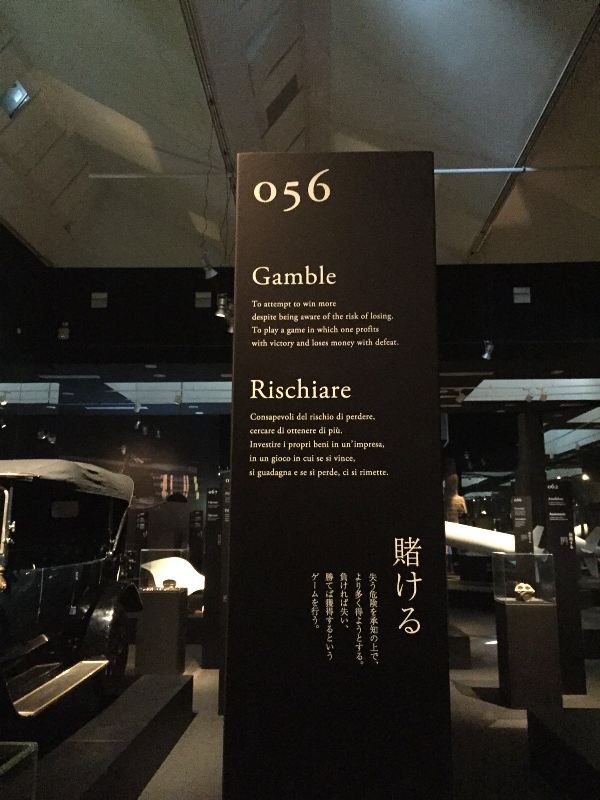 056
Gamble
To attempt to win more
despite being aware of the risk of losing.
To play a game in which one profits
with victory and loses money with defeat.
Rischiare
Consapevoli del rischio di perdere,
cercare di ottenere di più.
Investire i propri beni in un'impresa,
in un gioco in cui se si vince,
si guadagna e se si perde, ci si rimette.
賭ける
失う危険を承知の上で、
より多く得ようとする。
負ければ失い、
勝てば獲得するという
ゲームを行う。